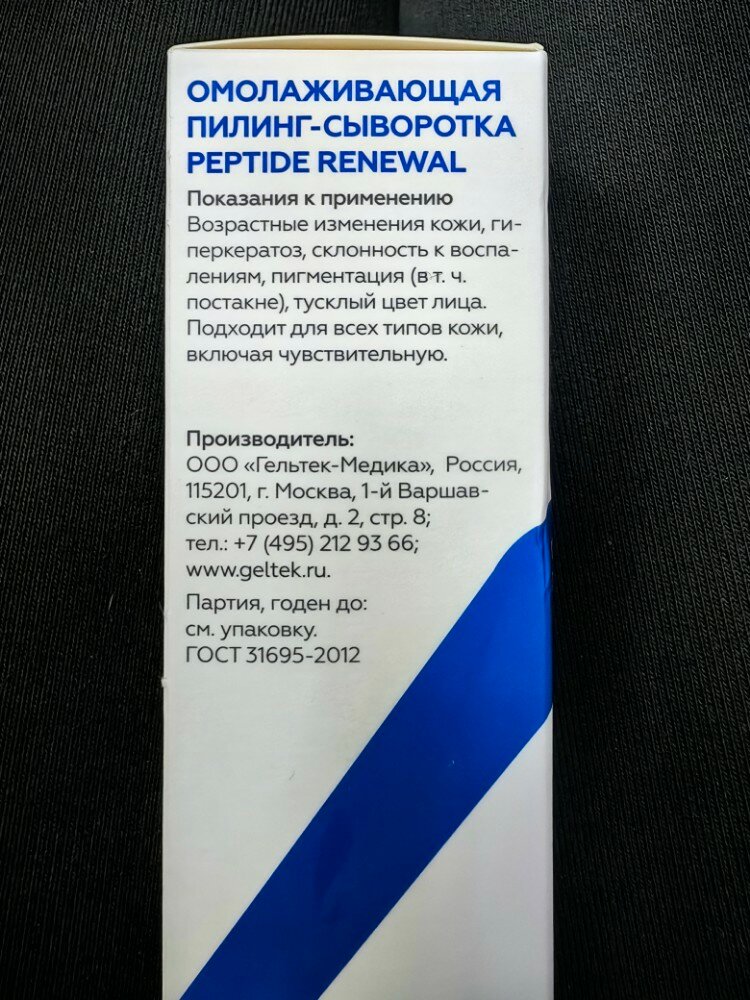 ОМОЛАЖИВАЮЩАЯ
ПИЛИНГ-СЫВОРОТКА
PEPTIDE RENEWAL
Показания к применению
Возрастные изменения кожи, ги-
перкератоз, склонность к воспа-
лениям, пигментация (в т. ч.
постакне), тусклый цвет лица.
Подходит для всех типов кожи,
включая чувствительную.
Производитель:
ООО «Гельтек-Медика», Россия,
115201, г. Москва, 1-й Варшав-
ский проезд, д. 2, стр. 8;
тел.: +7 (495) 212 93 66;
www.geltek.ru.
Партия, годен до:
см. упаковку.
ГОСТ 31695-2012